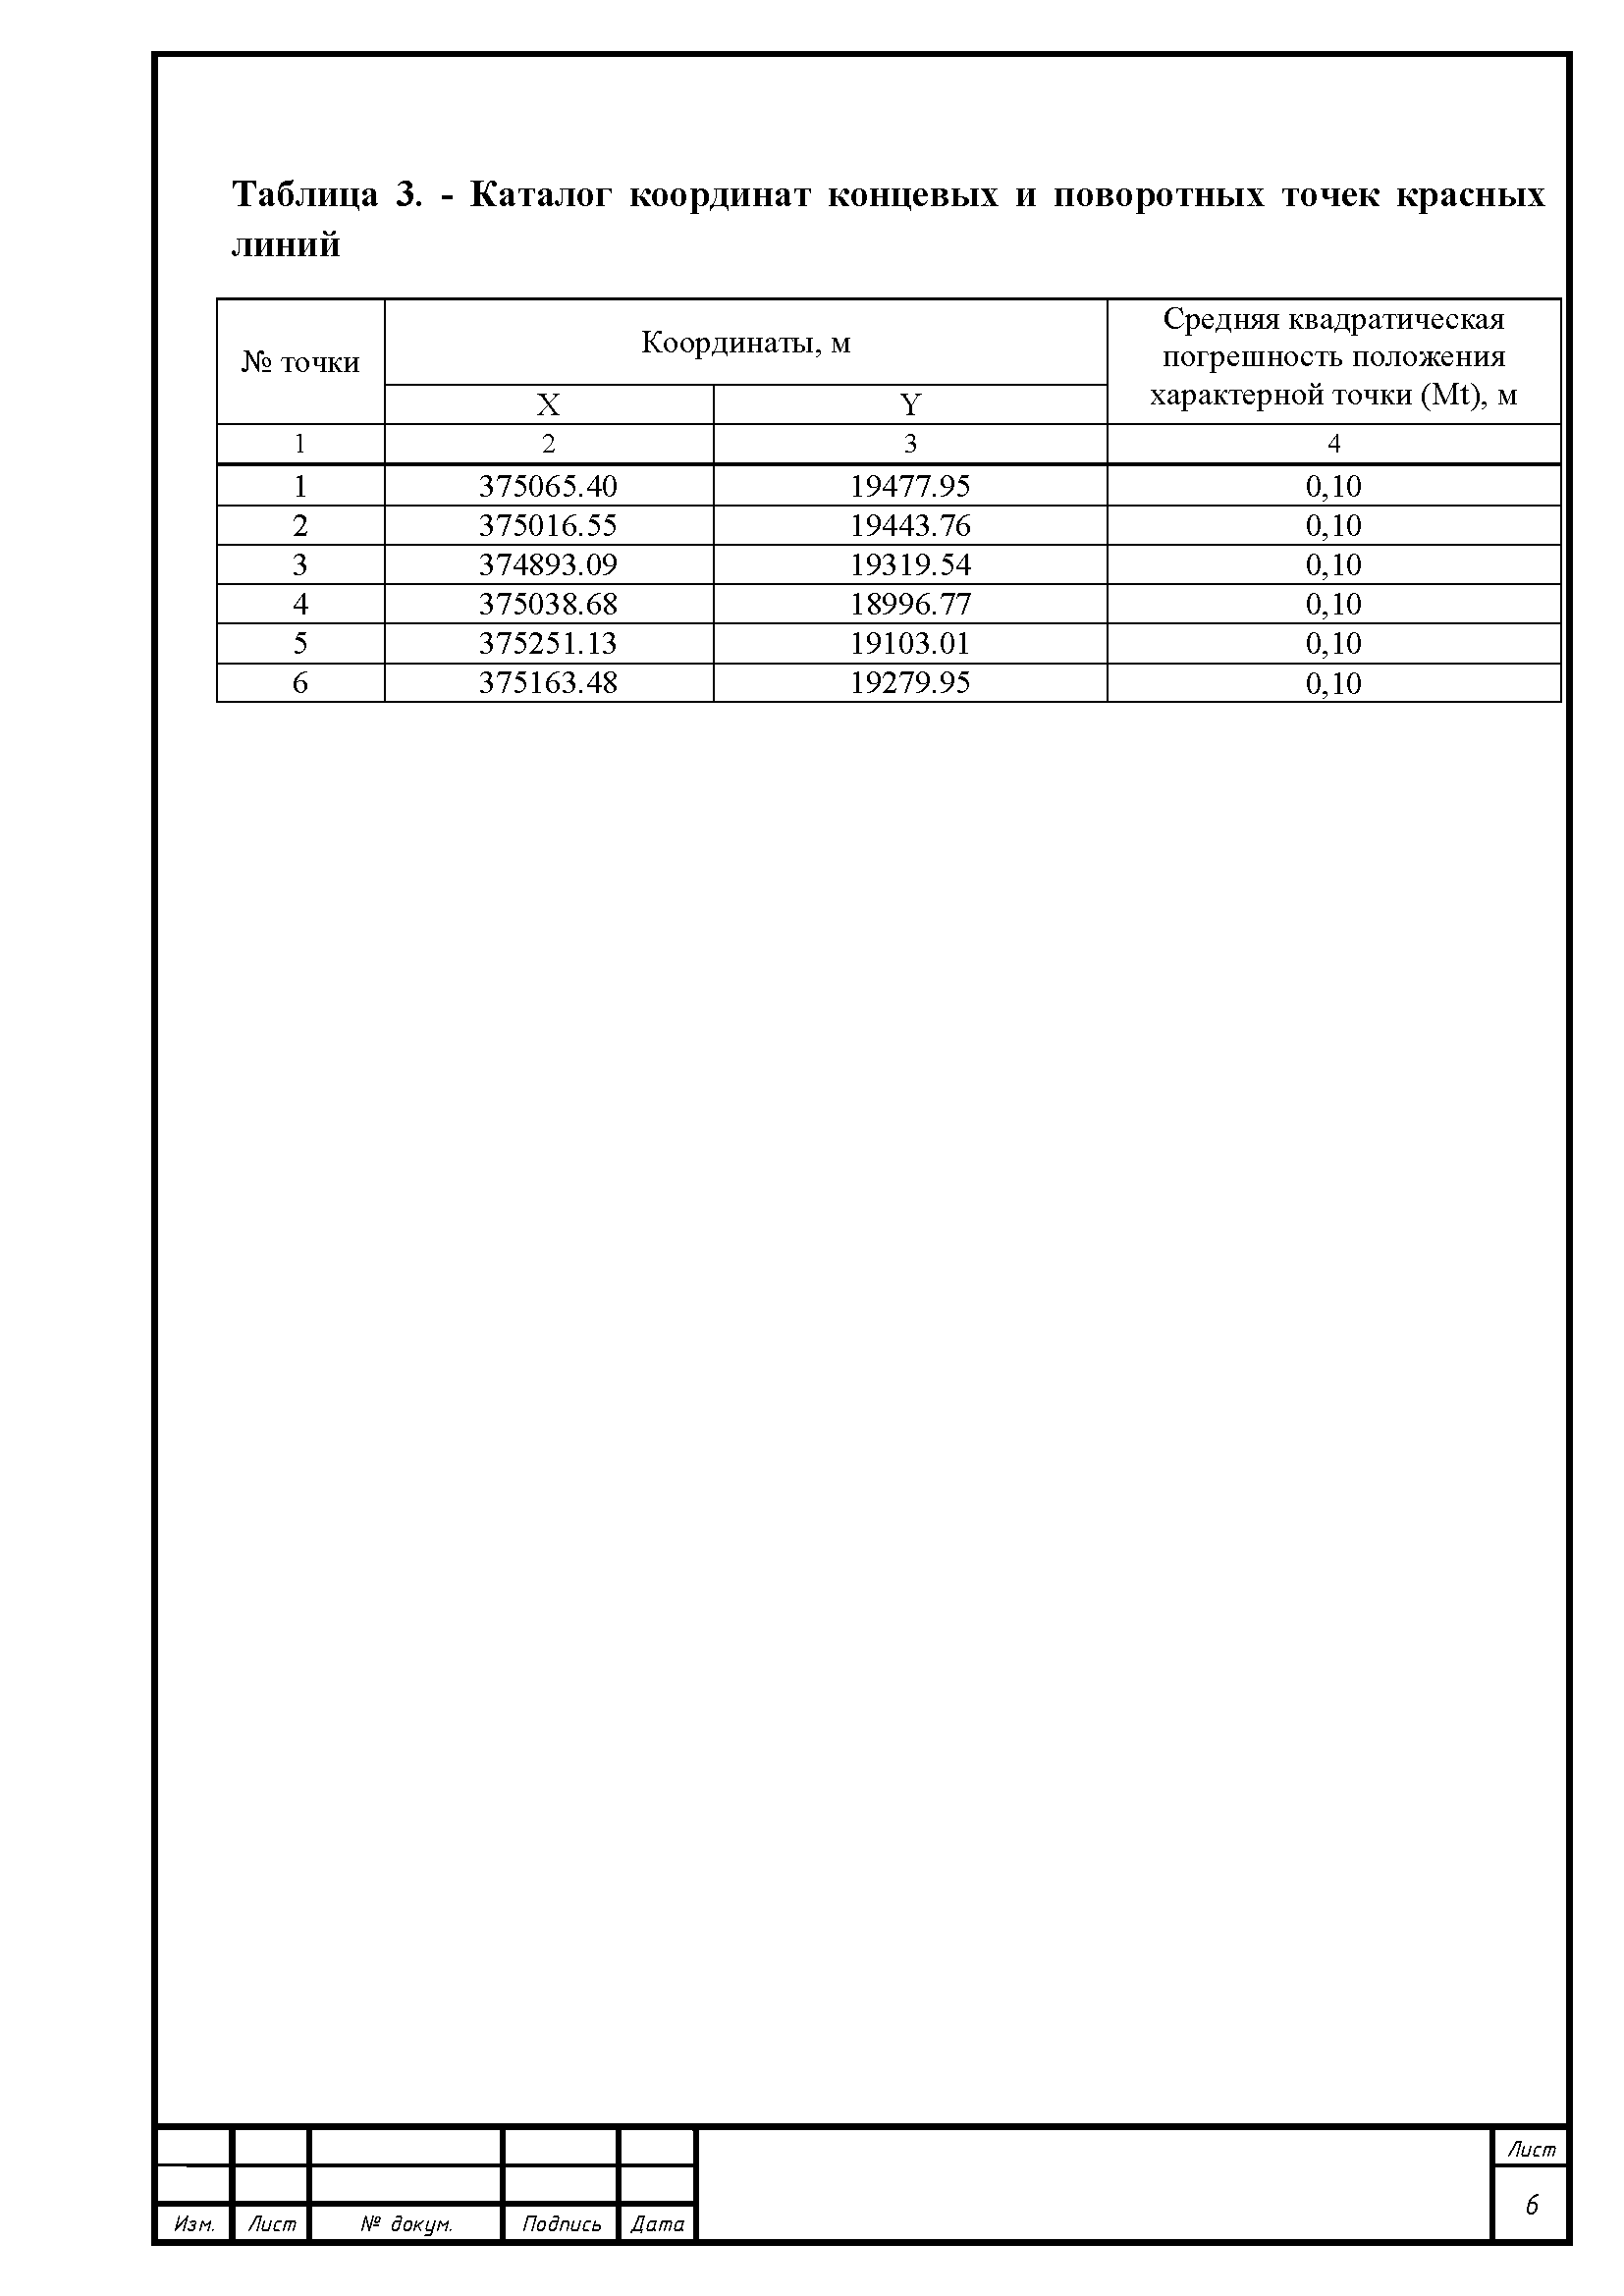 Таблица 3. - Каталог координат концевых и поворотных точек красных
линий
№ точки
Координаты, м
Средняя квадратическая
погрешность положения
характерной точки (Mt), м
X Y
1 2 3 4
1 375065.40 19477.95 0,10
2 375016.55 19443.76 0,10
3 374893.09 19319.54 0,10
4 375038.68 18996.77 0,10
5 375251.13 19103.01 0,10
6 375163.48 19279.95 0,10
Лист
6
Изм. Лист № докум. Подпись Дата